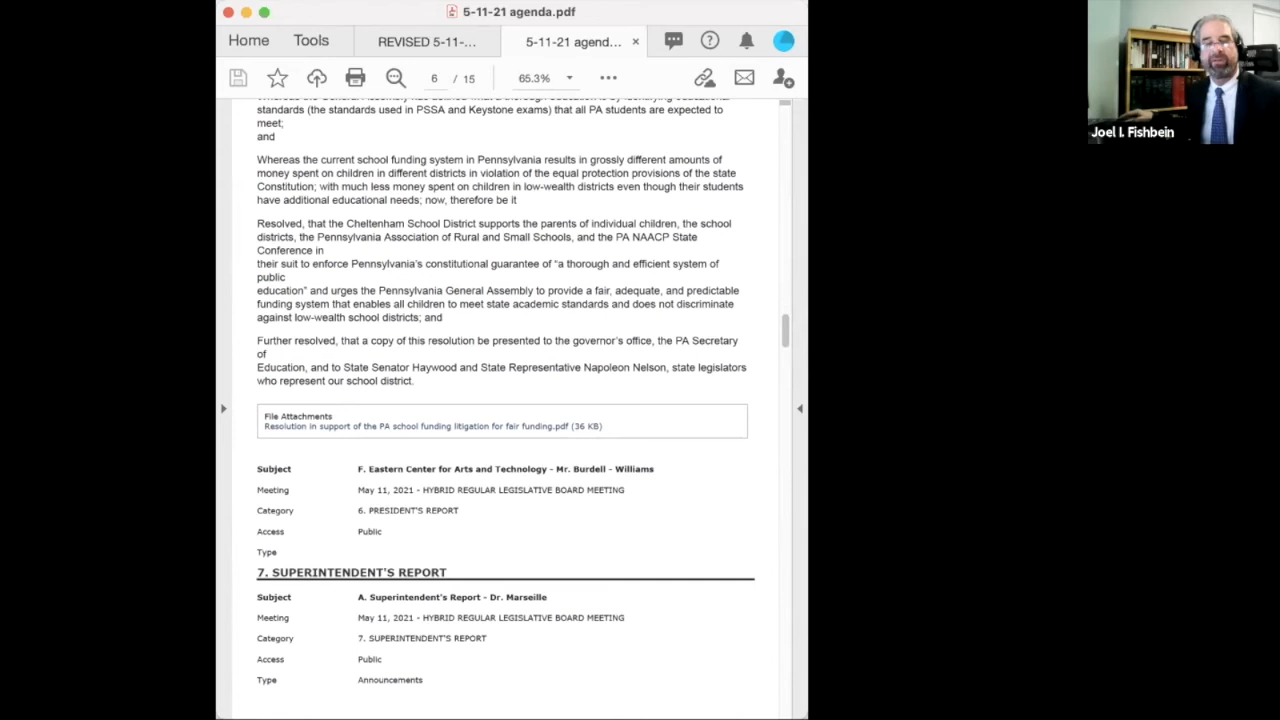 5-11-21 agenda.pdf
Home
Tools
REVISED 5-11-...
5-11-21 agend...
×
6 / 15
65.3%
Joel I. Fishbein
standards (the standards used in PSSA and Keystone exams) that all PA students are expected to
meet;
and
Whereas the current school funding system in Pennsylvania results in grossly different amounts of
money spent on children in different districts in violation of the equal protection provisions of the state
Constitution; with much less money spent on children in low-wealth districts even though their students
have additional educational needs; now, therefore be it
Resolved, that the Cheltenham School District supports the parents of individual children, the school
districts, the Pennsylvania Association of Rural and Small Schools, and the PA NAACP State
Conference in
their suit to enforce Pennsylvania's constitutional guarantee of "a thorough and efficient system of
public
education" and urges the Pennsylvania General Assembly to provide a fair, adequate, and predictable
funding system that enables all children to meet state academic standards and does not discriminate
against low-wealth school districts; and
Further resolved, that a copy of this resolution be presented to the governor's office, the PA Secretary
of
Education, and to State Senator Haywood and State Representative Napoleon Nelson, state legislators
who represent our school district.
File Attachments
Resolution in support of the PA school funding litigation for fair funding.pdf (36 KB)
Subject F. Eastern Center for Arts and Technology - Mr. Burdell - Williams
Meeting May 11, 2021 - HYBRID REGULAR LEGISLATIVE BOARD MEETING
Category 6. PRESIDENT'S REPORT
Access Public
Type
7. SUPERINTENDENT'S REPORT
Subject A. Superintendent's Report - Dr. Marseille
Meeting May 11, 2021 - HYBRID REGULAR LEGISLATIVE BOARD MEETING
Category 7. SUPERINTENDENT'S REPORT
Access Public
Type Announcements